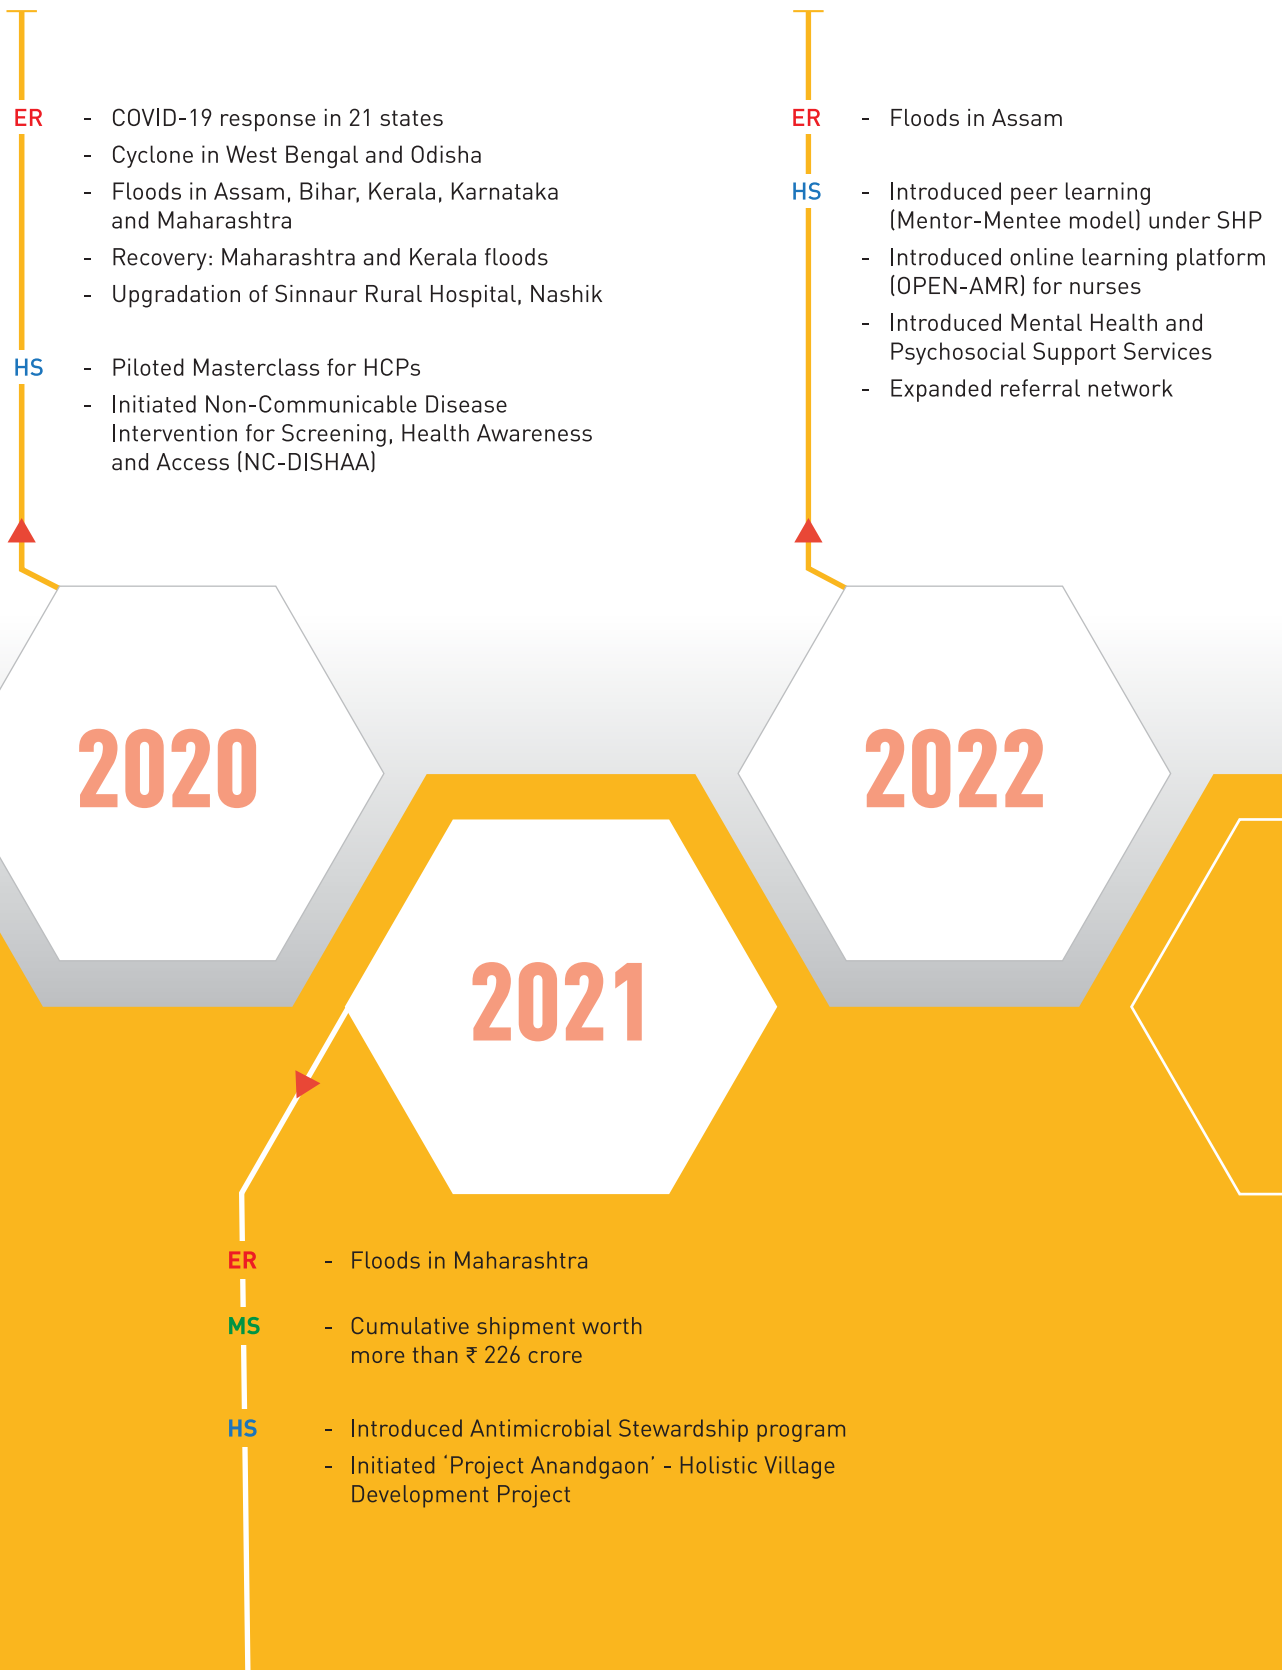 ER - COVID-19 response in 21 states
- Cyclone in West Bengal and Odisha
- Floods in Assam, Bihar, Kerala, Karnataka
and Maharashtra
- Recovery: Maharashtra and Kerala floods
- Upgradation of Sinnaur Rural Hospital, Nashik
HS - Piloted Masterclass for HCPs
- Initiated Non-Communicable Disease
Intervention for Screening, Health Awareness
and Access (NC-DISHAA)
2020
ER - Floods in Assam
HS - Introduced peer learning
(Mentor-Mentee model) under SHP
- Introduced online learning platform
(OPEN-AMR) for nurses
- Introduced Mental Health and
Psychosocial Support Services
- Expanded referral network
2022
2021
ER - Floods in Maharashtra
MS - Cumulative shipment worth
more than ₹ 226 crore
HS - Introduced Antimicrobial Stewardship program
- Initiated ‘Project Anandgaon’ - Holistic Village
Development Project